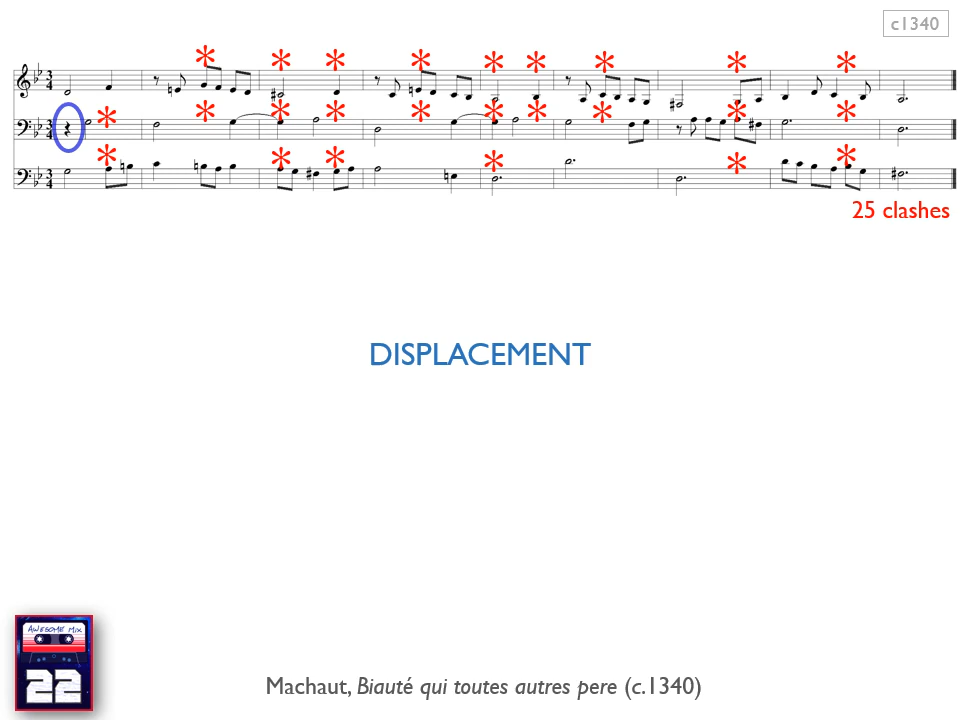 c1340
25 clashes
DISPLACEMENT
AWESOME MIX
22
Machaut, Biauté qui toutes autres pere (c.1340)